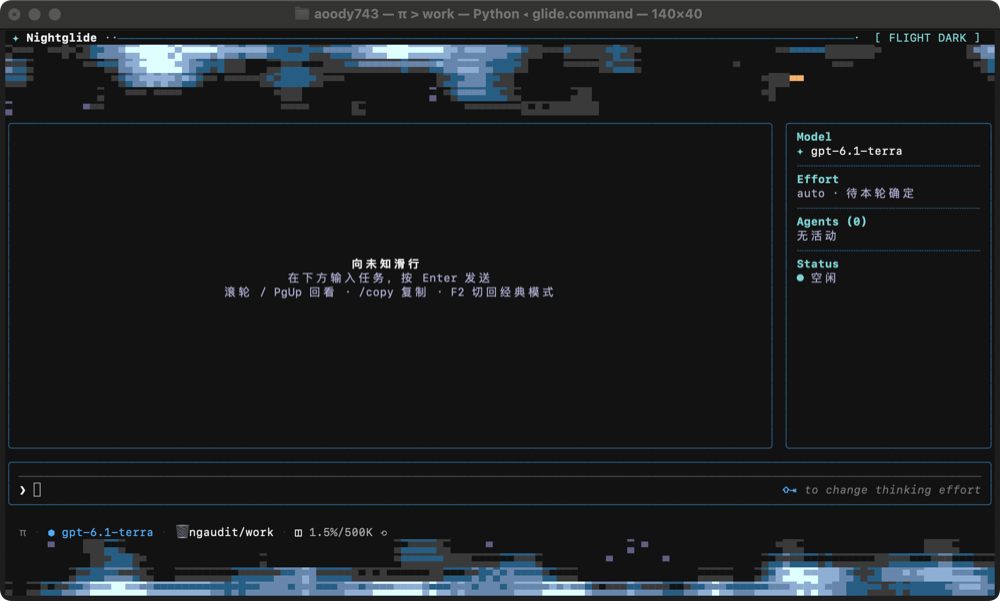 aoody743 — π > work — Python ◂ glide.command — 140×40
✦ Nightglide ·· · [ FLIGHT DARK ]
向未知滑行
在下方输入任务，按 Enter 发送
滚轮 / PgUp 回看 · /copy 复制 · F2 切回经典模式
Model
✦ gpt-6.1-terra
Effort
auto · 待本轮确定
Agents (0)
无活动
Status
● 空闲
❯ to change thinking effort
π · gpt-6.1-terra · ngaudit/work · 1.5%/500K ⟲